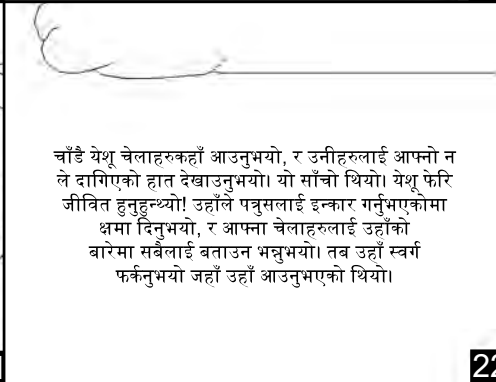 चाँडै येशू चेलाहरुकहाँ आउनुभयो, र उनीहरुलाई आफ्नो न
ले दागिएको हात देखाउनुभयो। यो साँचो थियो। येशू फेरि
जीवित हुनुहुन्थ्यो! उहाँले पत्रुसलाई इन्कार गर्नुभएकोमा
क्षमा दिनुभयो, र आफ्ना चेलाहरुलाई उहाँको
बारेमा सबैलाई बताउन भन्नुभयो। तब उहाँ स्वर्ग
फर्कनुभयो जहाँ उहाँ आउनुभएको थियो।